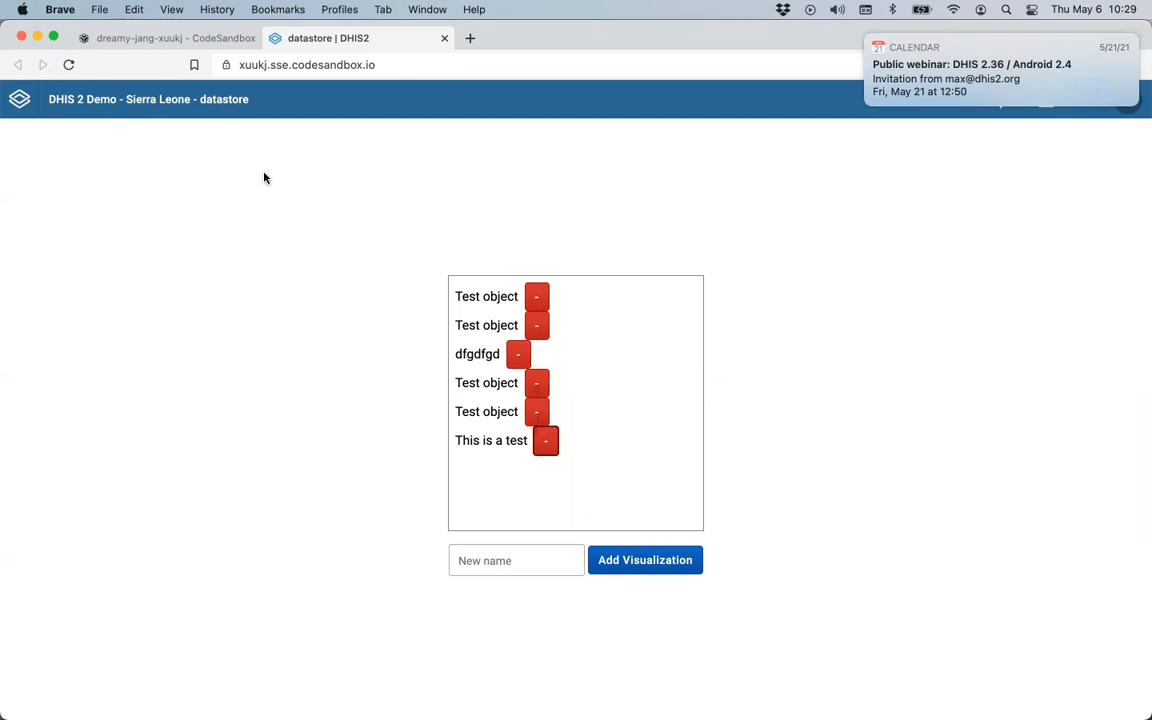 Brave File Edit View History Bookmarks Profiles Tab Window Help Thu May 6 10:29
dreamy-jang-xuukj - CodeSandbox datastore | DHIS2
xuukj.sse.codesandbox.io
CALENDAR 5/21/21
Public webinar: DHIS 2.36 / Android 2.4
Invitation from max@dhis2.org
Fri, May 21 at 12:50
DHIS 2 Demo - Sierra Leone - datastore
Test object -
Test object -
dfgdfgd -
Test object -
Test object -
This is a test -
New name Add Visualization